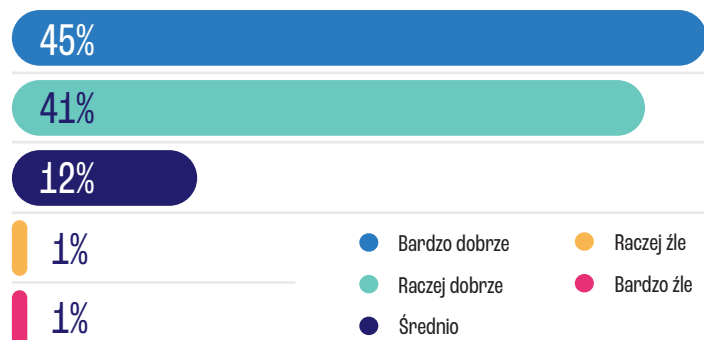 45%
41%
12%
1%
1%
Bardzo dobrze
Raczej dobrze
Średnio
Raczej źle
Bardzo źle